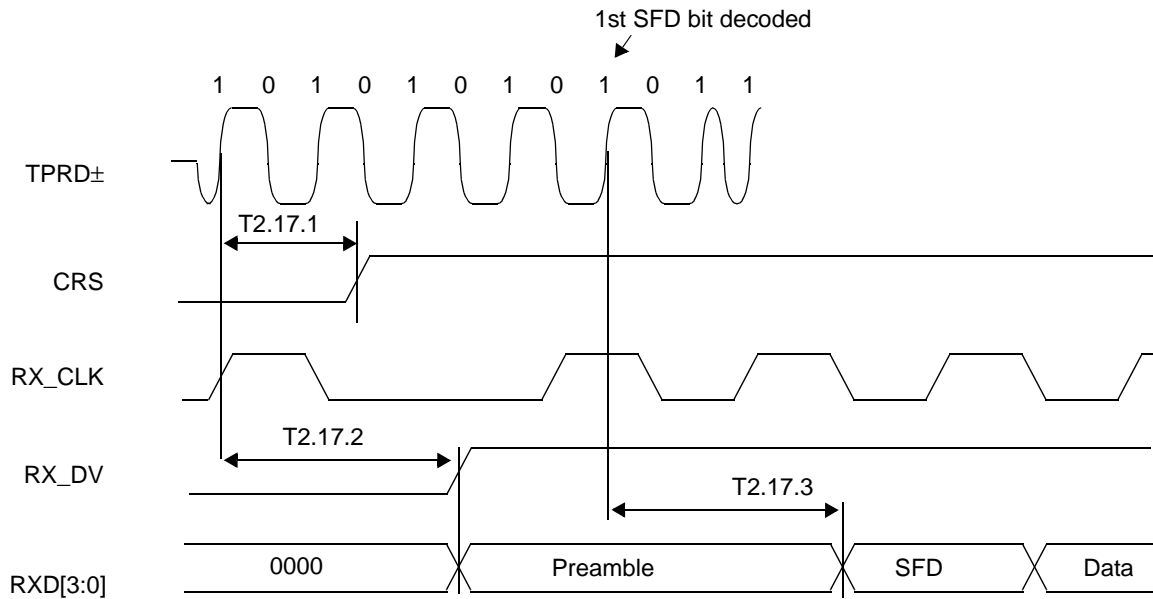 1st SFD bit decoded
1 0 1 0 1 0 1 0 1 0 1 1
TPRD±
T2.17.1
CRS
RX_CLK
T2.17.2
RX_DV
T2.17.3
0000 Preamble SFD Data
RXD[3:0]